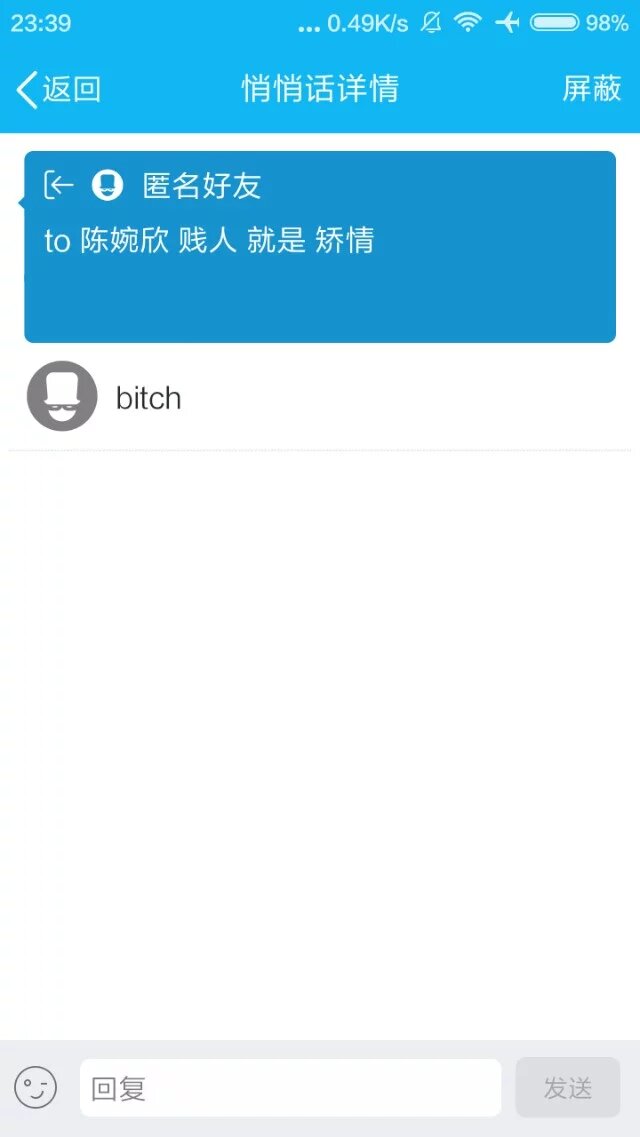 23:39 ... 0.49K/s 98%
返回 悄悄话详情 屏蔽
匿名好友
to 陈婉欣 贱人 就是 矫情
bitch
回复 发送